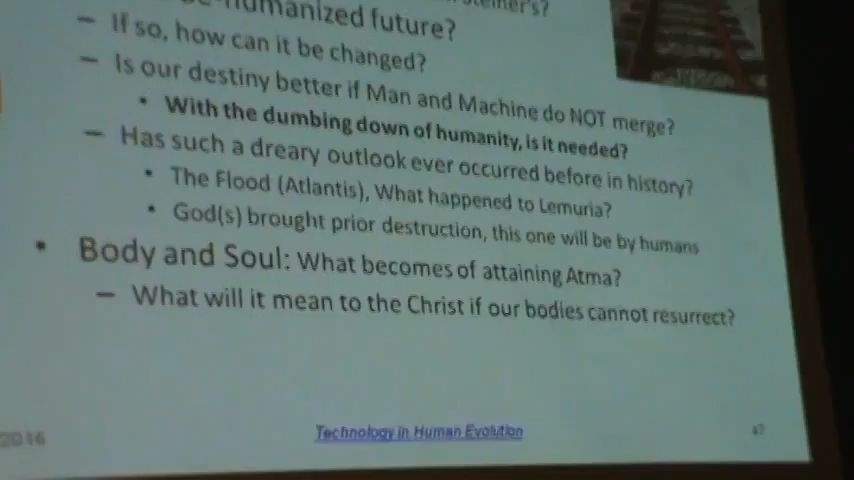 Steiner's?
humanized future?
– If so, how can it be changed?
– Is our destiny better if Man and Machine do NOT merge?
• With the dumbing down of humanity, is it needed?
– Has such a dreary outlook ever occurred before in history?
• The Flood (Atlantis), What happened to Lemuria?
• God(s) brought prior destruction, this one will be by humans
• Body and Soul: What becomes of attaining Atma?
– What will it mean to the Christ if our bodies cannot resurrect?
2016
Technology in Human Evolution